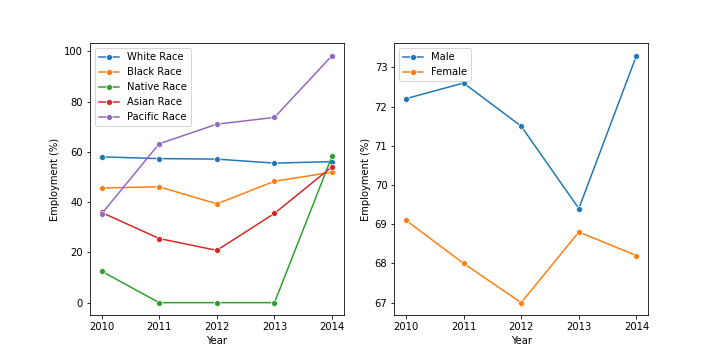 White Race
Black Race
Native Race
Asian Race
Pacific Race
100
80
60
40
20
0
Employment (%)
2010 2011 2012 2013 2014
Year
Male
Female
73
72
71
70
69
68
67
Employment (%)
2010 2011 2012 2013 2014
Year